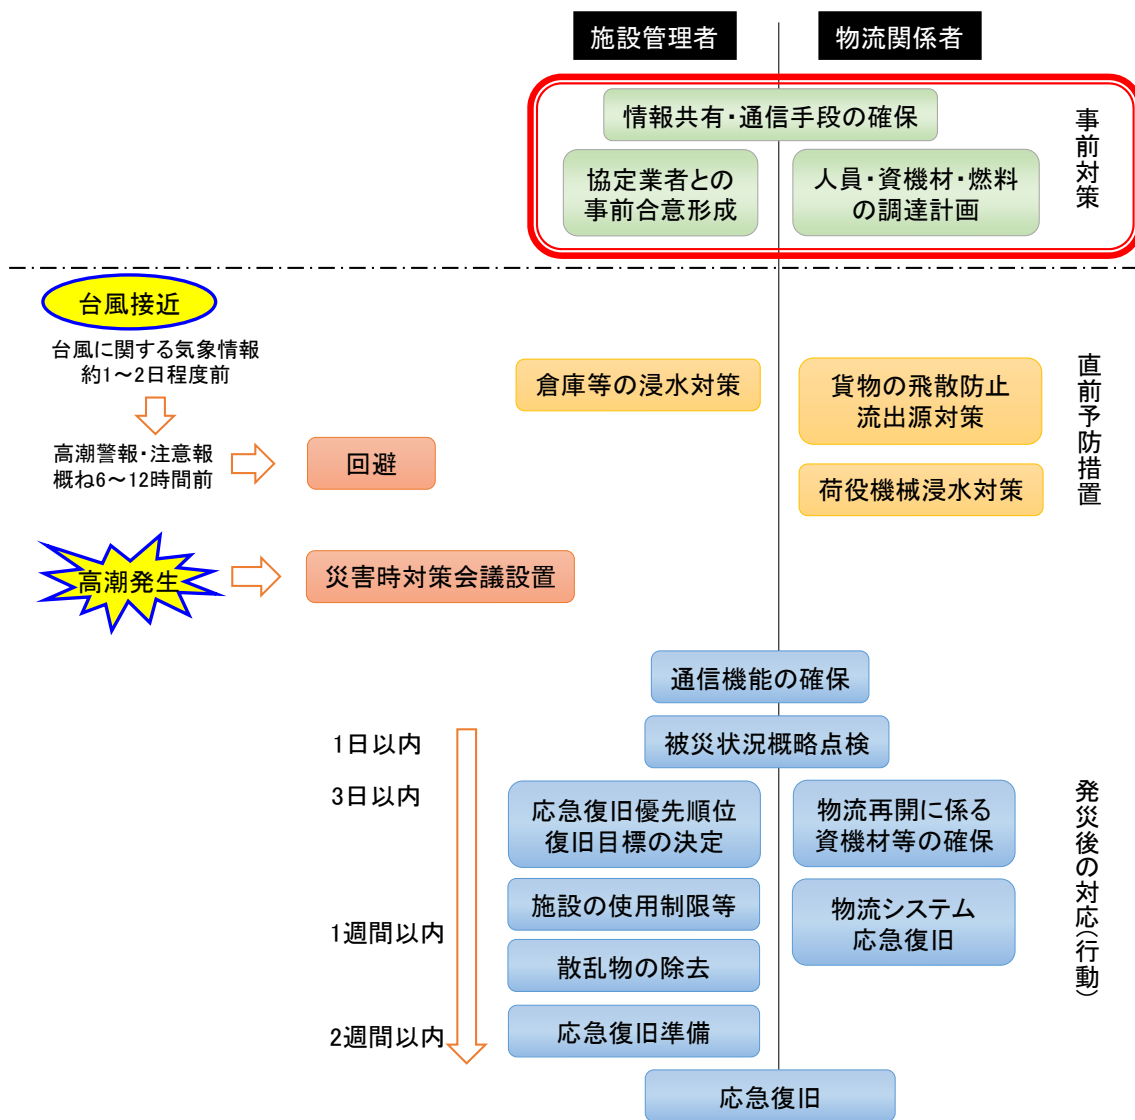 施設管理者
物流関係者
情報共有・通信手段の確保
協定業者との
事前合意形成
人員・資機材・燃料
の調達計画
事前対策
台風接近
台風に関する気象情報
約1～2日程度前
高潮警報・注意報
概ね6～12時間前
回避
倉庫等の浸水対策
貨物の飛散防止
流出源対策
荷役機械浸水対策
直前予防措置
高潮発生
災害時対策会議設置
通信機能の確保
1日以内
被災状況概略点検
3日以内
応急復旧優先順位
復旧目標の決定
物流再開に係る
資機材等の確保
施設の使用制限等
物流システム
応急復旧
1週間以内
散乱物の除去
2週間以内
応急復旧準備
応急復旧
発災後の対応（行動）